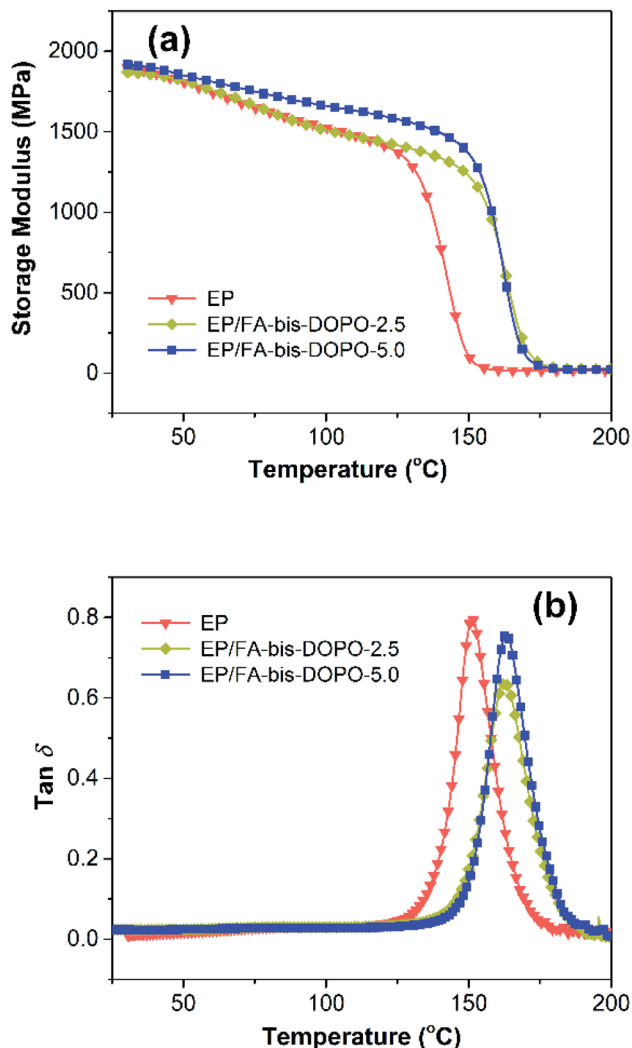 (a)
2000
1500
1000
500
0
Storage Modulus (MPa)
EP
EP/FA-bis-DOPO-2.5
EP/FA-bis-DOPO-5.0
50 100 150 200
Temperature (°C)
(b)
0.8
0.6
0.4
0.2
0.0
Tan δ
EP
EP/FA-bis-DOPO-2.5
EP/FA-bis-DOPO-5.0
50 100 150 200
Temperature (°C)